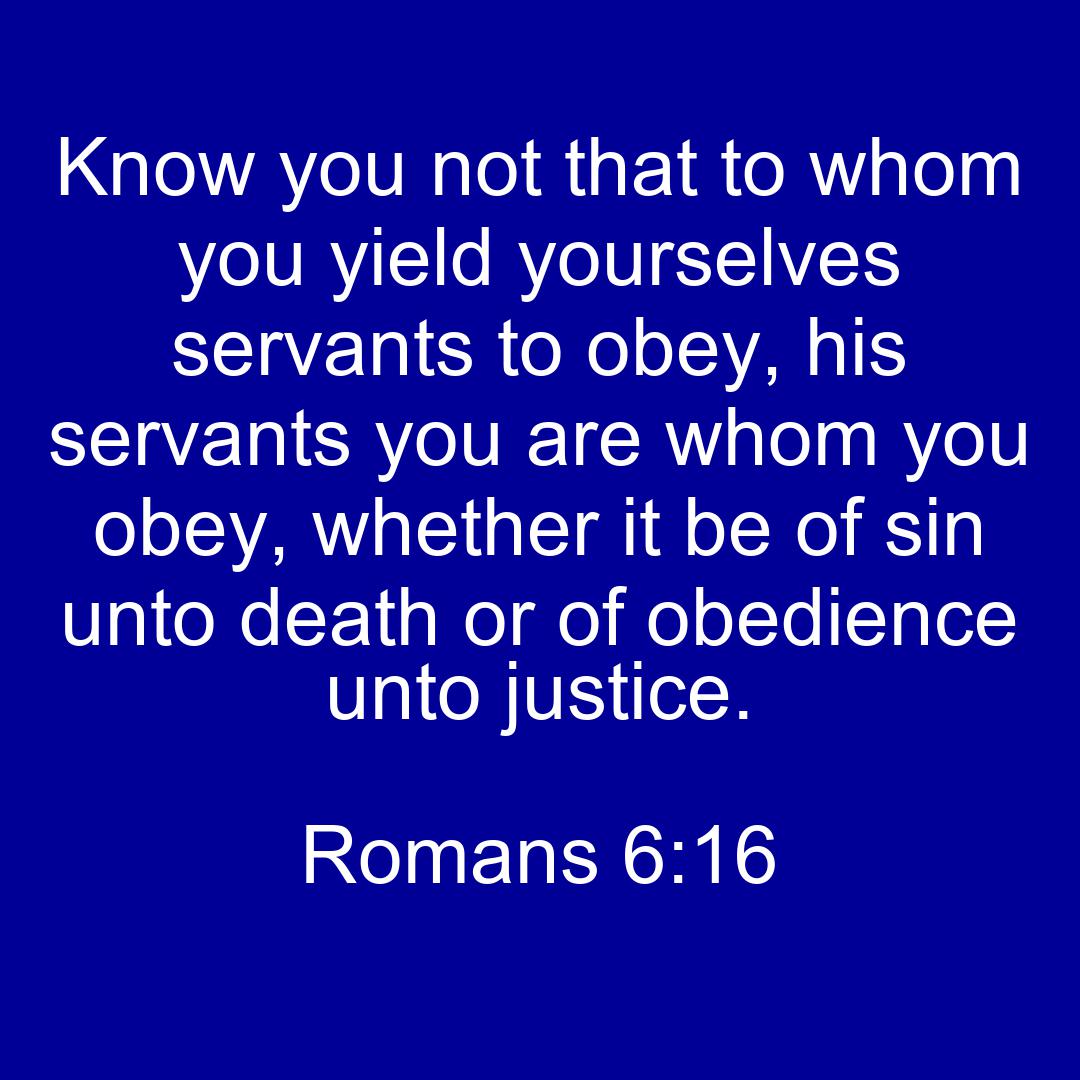 Know you not that to whom
you yield yourselves
servants to obey, his
servants you are whom you
obey, whether it be of sin
unto death or of obedience
unto justice.
Romans 6:16